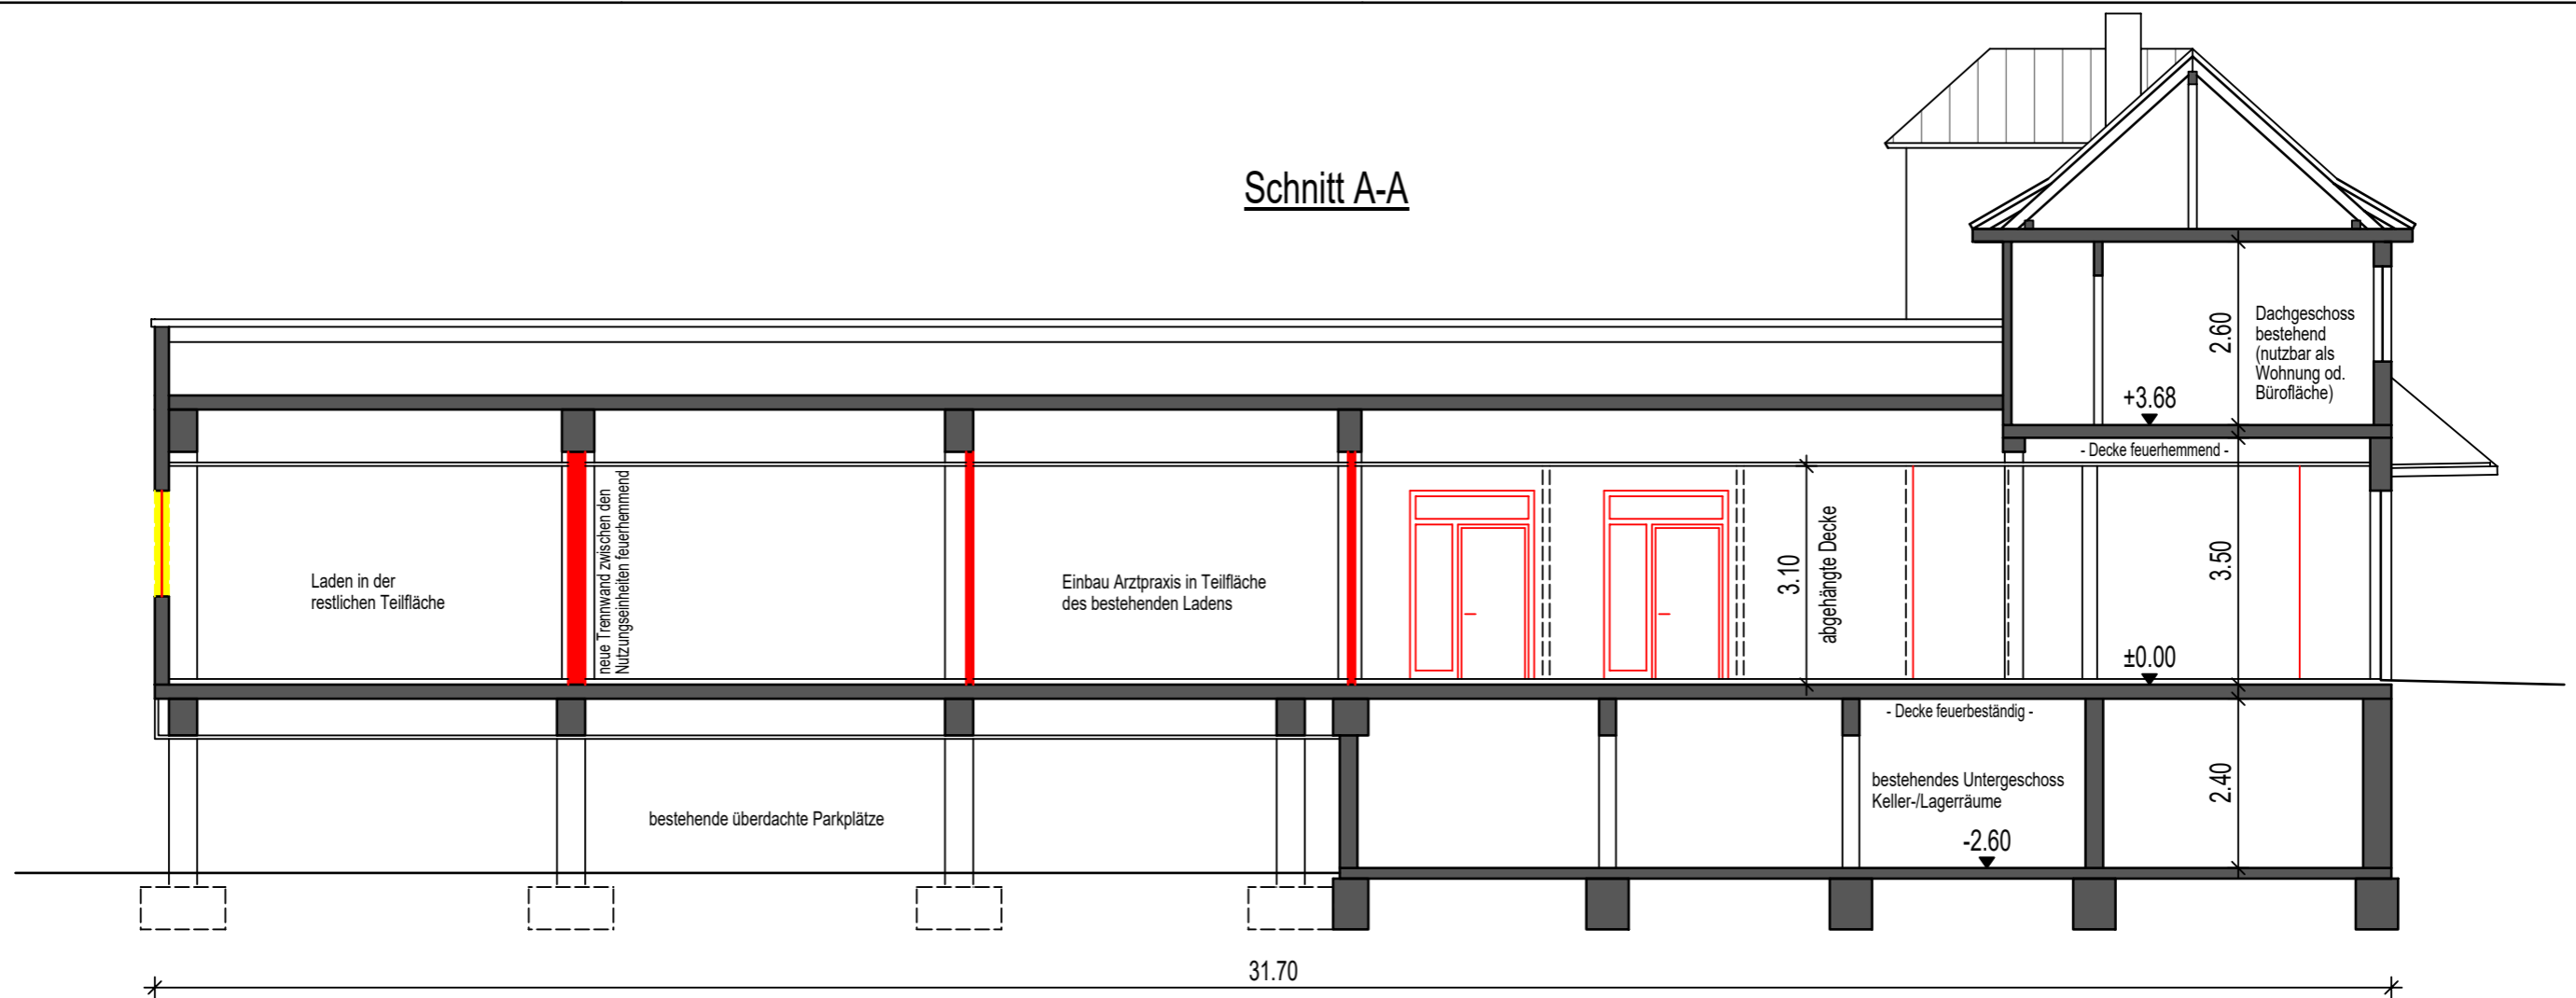 Schnitt A-A
2.60
Dachgeschoss
bestehend
(nutzbar als
Wohnung od.
Bürofläche)
+3.68
- Decke feuerhemmend -
neue Trennwand zwischen den
Nutzungseinheiten feuerhemmend
Laden in der
restlichen Teilfläche
Einbau Arztpraxis in Teilfläche
des bestehenden Ladens
3.10
abgehängte Decke
3.50
±0.00
- Decke feuerbeständig -
bestehendes Untergeschoss
Keller-/Lagerräume
2.40
bestehende überdachte Parkplätze
-2.60
31.70